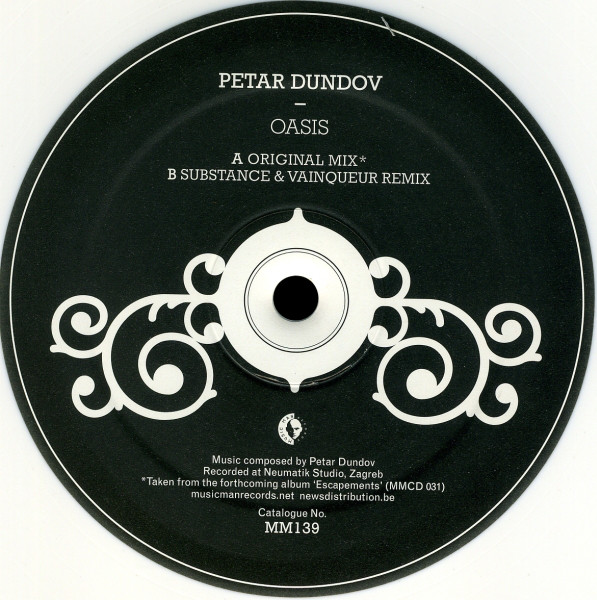 PETAR DUNDOV
–
OASIS
A ORIGINAL MIX*
B SUBSTANCE & VAINQUEUR REMIX
Music composed by Petar Dundov
Recorded at Neumatik Studio, Zagreb
*Taken from the forthcoming album 'Escapements' (MMCD 031)
musicmanrecords.net newsdistribution.be
Catalogue No.
MM139